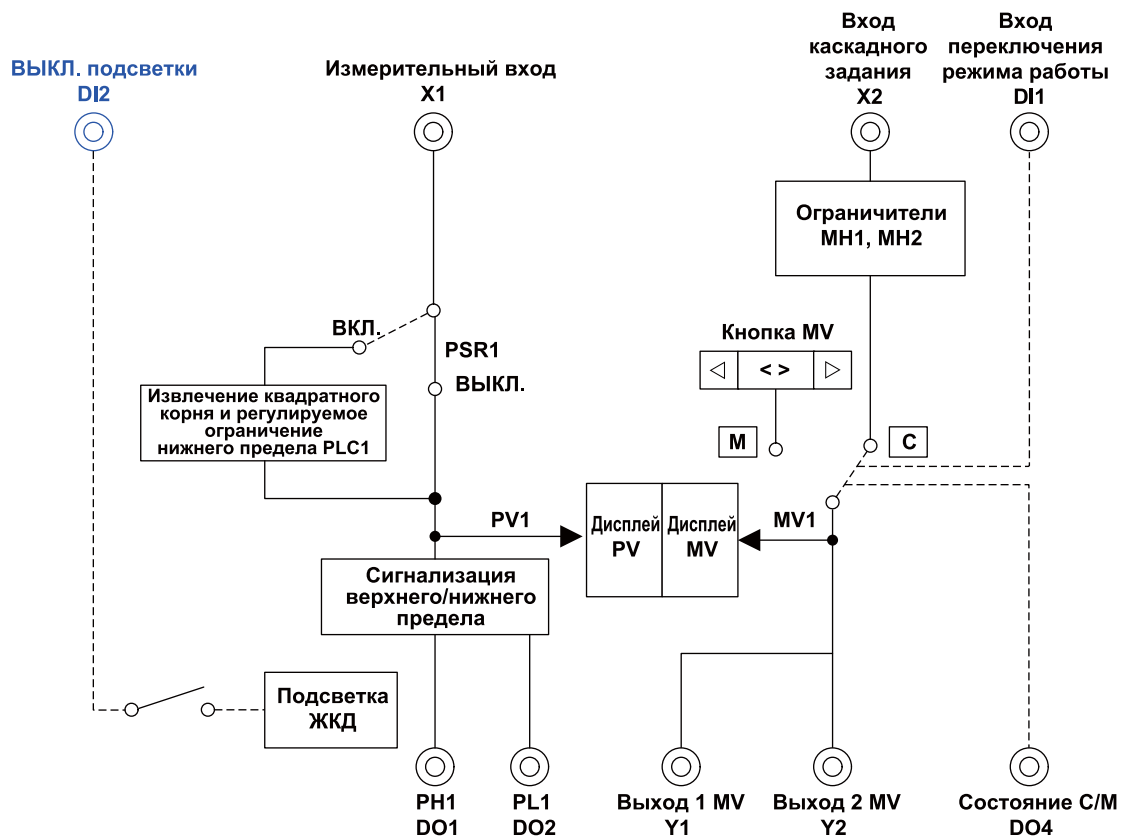 ВЫКЛ. подсветки
DI2
Измерительный вход
X1
Вход
каскадного
задания
X2
Вход
переключения
режима работы
DI1
Ограничители
MH1, MH2
ВКЛ.
PSR1
ВЫКЛ.
Кнопка MV
< >
Извлечение квадратного
корня и регулируемое
ограничение
нижнего предела PLC1
M
C
PV1
Дисплей
PV
Дисплей
MV
MV1
Сигнализация
верхнего/нижнего
предела
Подсветка
ЖКД
PH1
DO1
PL1
DO2
Выход 1 MV
Y1
Выход 2 MV
Y2
Состояние C/M
DO4